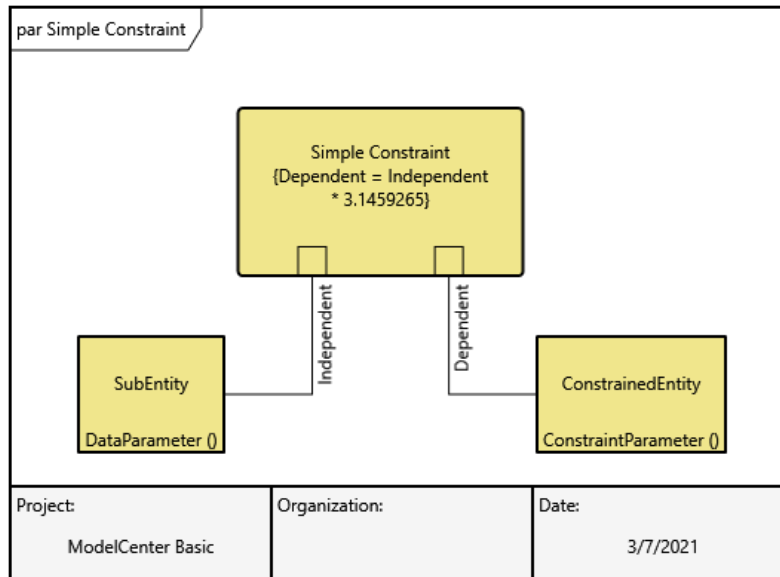 par Simple Constraint
Simple Constraint
{Dependent = Independent
* 3.1459265}
Independent
Dependent
SubEntity
DataParameter ()
ConstrainedEntity
ConstraintParameter ()
Project:
ModelCenter Basic
Organization:
Date:
3/7/2021